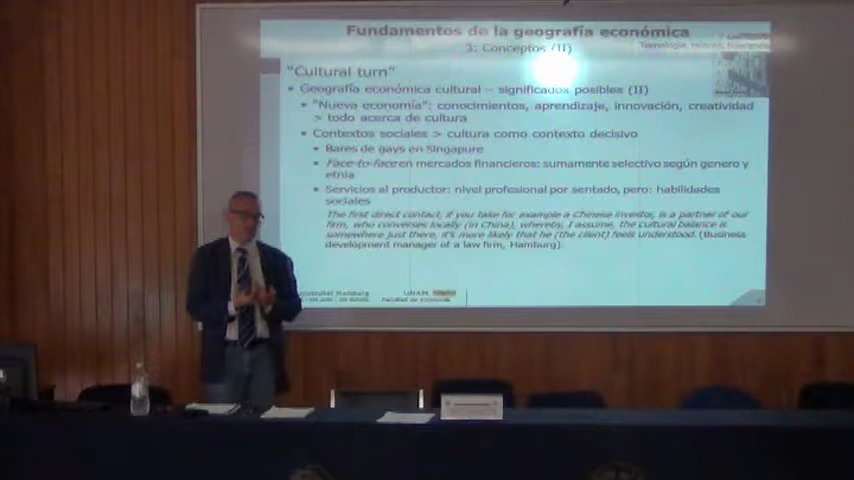 Fundamentos de la geografía económica
3: Conceptos (II)
"Cultural turn"
Geografía económica cultural – significados posibles (II)
"Nueva economía": conocimientos, aprendizaje, innovación, creatividad
> todo acerca de cultura
Contextos sociales > cultura como contexto decisivo
Bares de gays en Singapure
Face-to-face en mercados financieros: sumamente selectivo según genero y
etnia
Servicios al productor: nivel profesional por sentado, pero: habilidades
sociales
The first direct contact, if you take for example a Chinese investor, is a partner of our
firm, who converses locally (in China), whereby, I assume, the cultural balance is
somewhere just there, it's more likely that he (the client) feels understood. (Business
development manager of a law firm, Hamburg).
UNAM